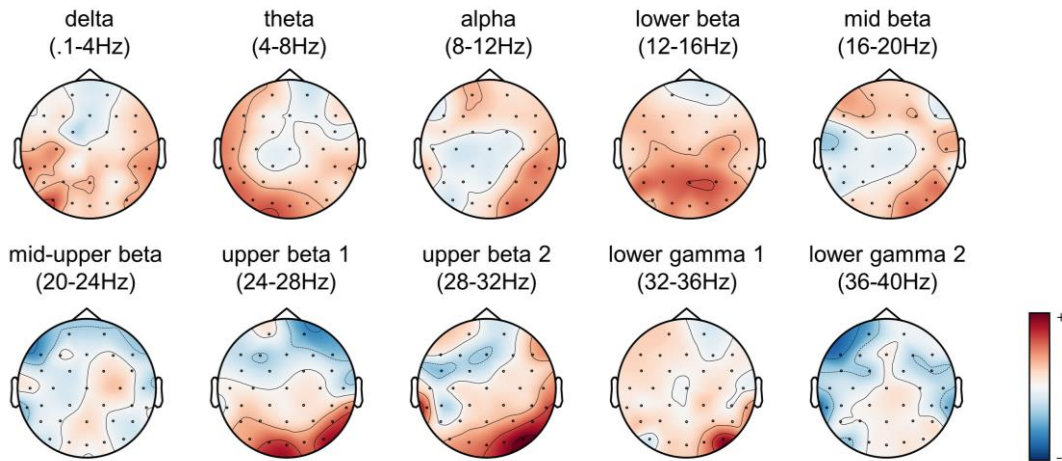 delta
(.1-4Hz)
theta
(4-8Hz)
alpha
(8-12Hz)
lower beta
(12-16Hz)
mid beta
(16-20Hz)
mid-upper beta
(20-24Hz)
upper beta 1
(24-28Hz)
upper beta 2
(28-32Hz)
lower gamma 1
(32-36Hz)
lower gamma 2
(36-40Hz)
+
-